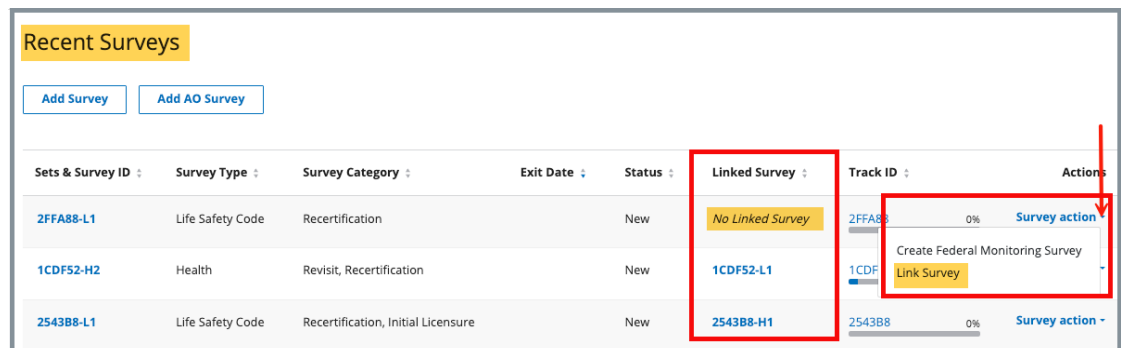 Recent Surveys
Add Survey Add AO Survey
Sets & Survey ID Survey Type Survey Category Exit Date Status Linked Survey Track ID Actions
2FFA88-L1 Life Safety Code Recertification New No Linked Survey 2FFA88 0% Survey action
Create Federal Monitoring Survey
1CDF52-H2 Health Revisit, Recertification New 1CDF52-L1 1CDF Link Survey
2543B8-L1 Life Safety Code Recertification, Initial Licensure New 2543B8-H1 2543B8 0% Survey action